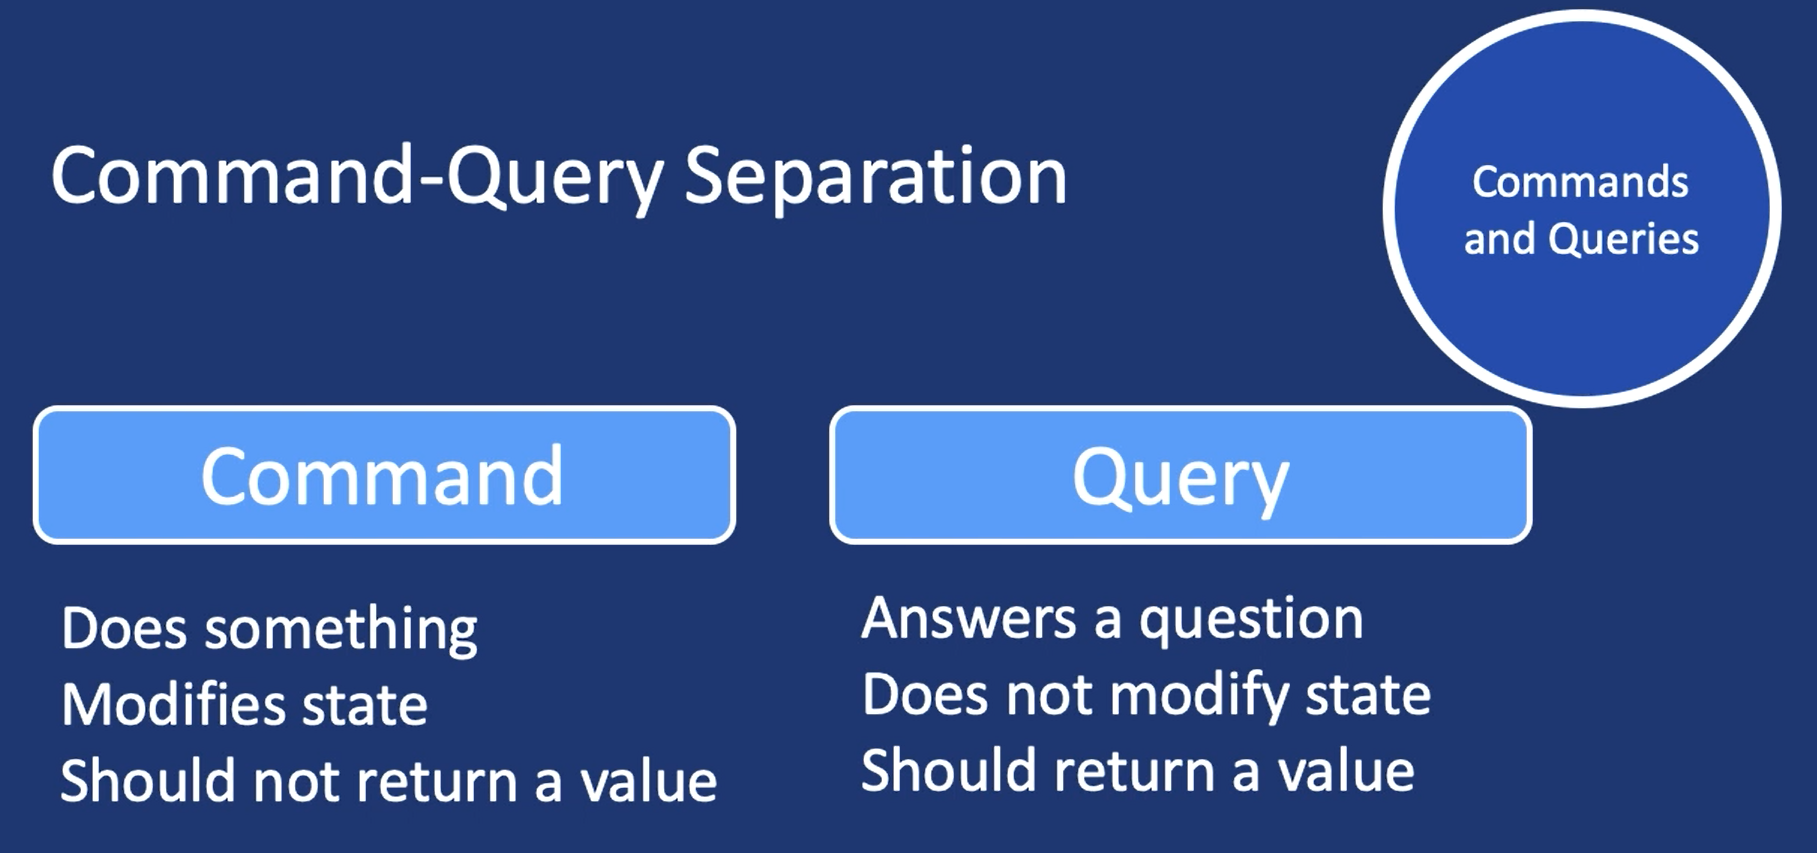 Command-Query Separation
Commands
and Queries
Command
Does something
Modifies state
Should not return a value
Query
Answers a question
Does not modify state
Should return a value